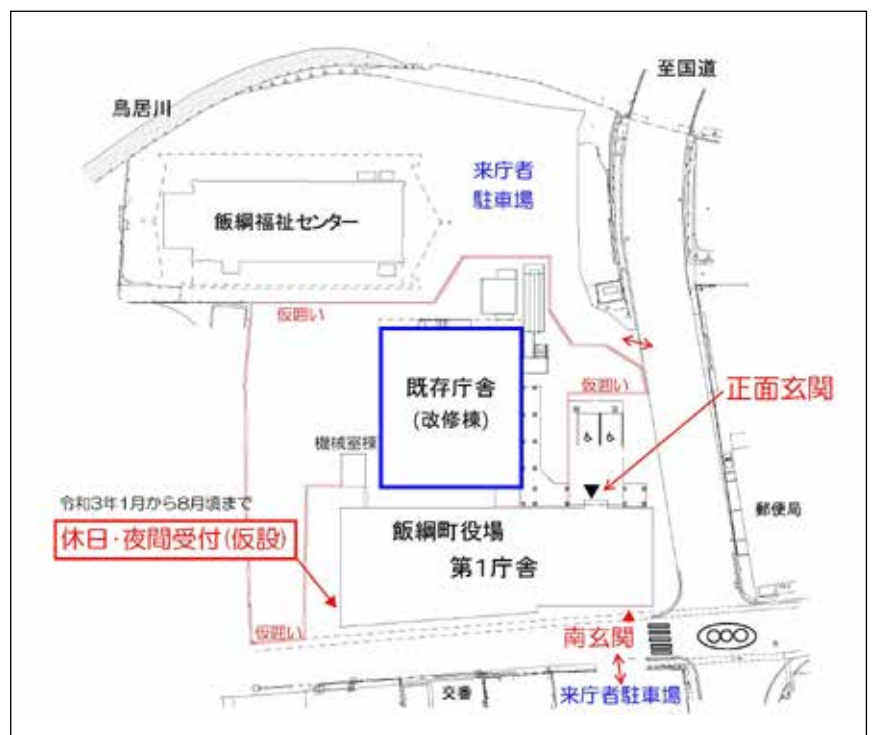 至国道
鳥居川
来庁者
駐車場
飯綱福祉センター
仮囲い
既存庁舎
(改修棟)
仮囲い
正面玄関
機械室棟
令和3年1月から8月頃まで
休日・夜間受付(仮設)
郵便局
飯綱町役場
第1庁舎
仮囲い
南玄関
交番
来庁者駐車場